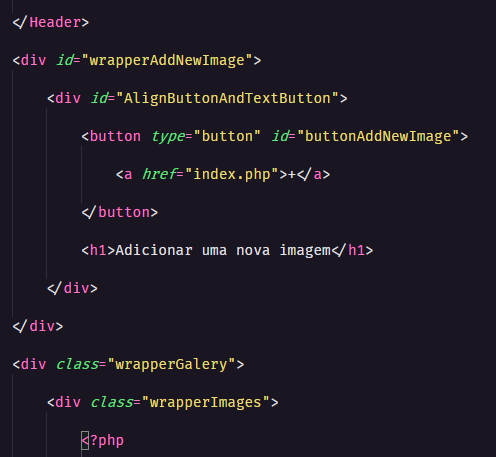 </Header>
<div id="wrapperAddNewImage">
<div id="AlignButtonAndTextButton">
<button type="button" id="buttonAddNewImage">
<a href="index.php">+</a>
</button>
<h1>Adicionar uma nova imagem</h1>
</div>
</div>
<div class="wrapperGalery">
<div class="wrapperImages">
<?php